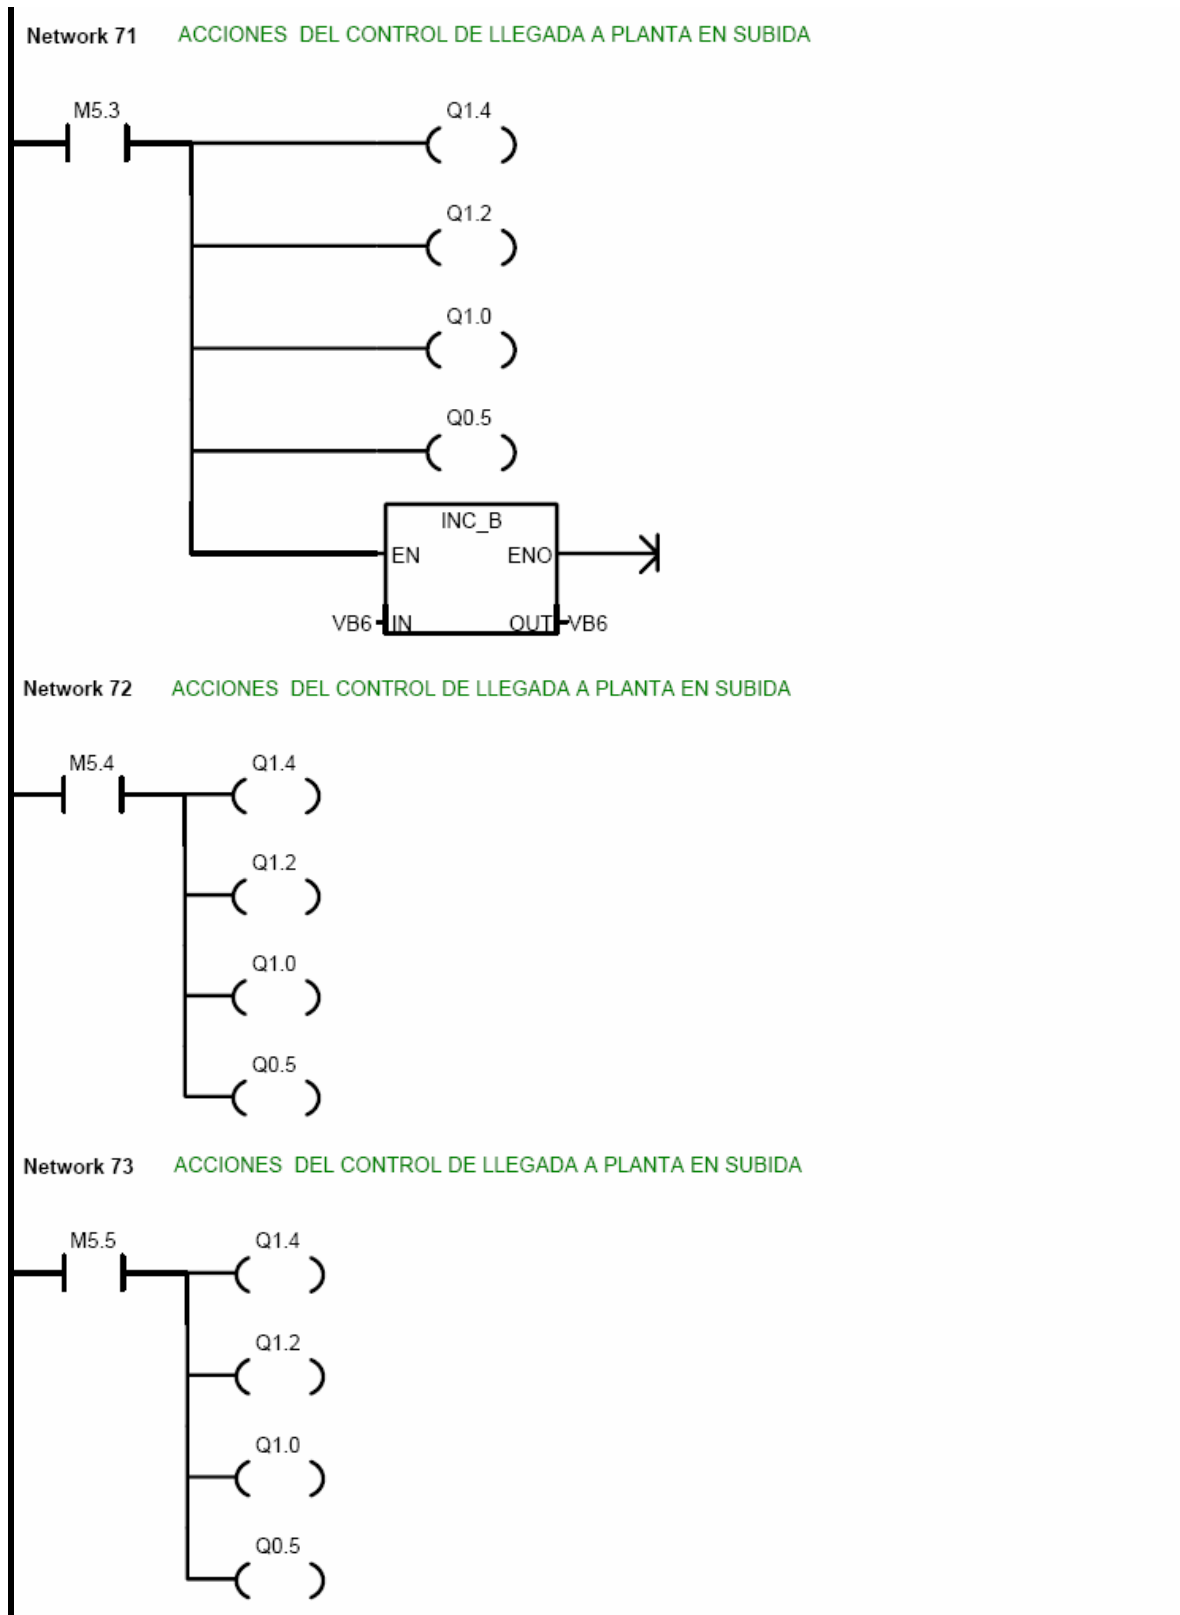 Network 71 ACCIONES DEL CONTROL DE LLEGADA A PLANTA EN SUBIDA
M5.3 Q1.4
Q1.2
Q1.0
Q0.5
INC_B
EN ENO
VB6 IN OUT VB6
Network 72 ACCIONES DEL CONTROL DE LLEGADA A PLANTA EN SUBIDA
M5.4 Q1.4
Q1.2
Q1.0
Q0.5
Network 73 ACCIONES DEL CONTROL DE LLEGADA A PLANTA EN SUBIDA
M5.5 Q1.4
Q1.2
Q1.0
Q0.5